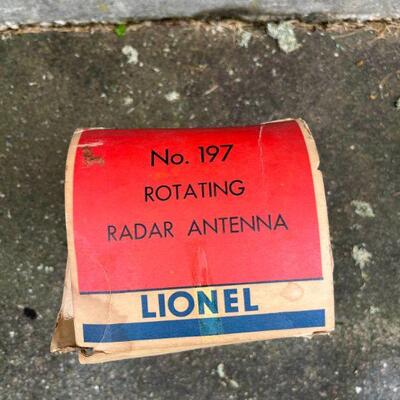 No. 197
ROTATING
RADAR ANTENNA
LIONEL